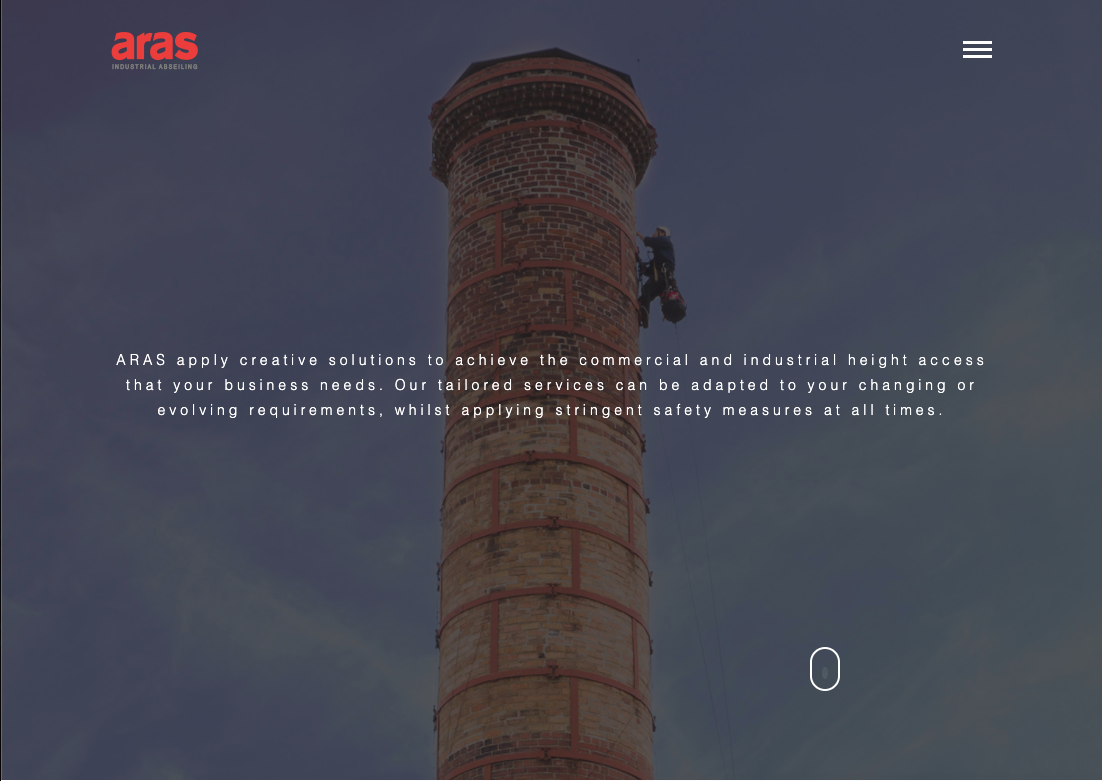 aras
INDUSTRIAL ABSEILING
ARAS apply creative solutions to achieve the commercial and industrial height access
that your business needs. Our tailored services can be adapted to your changing or
evolving requirements, whilst applying stringent safety measures at all times.